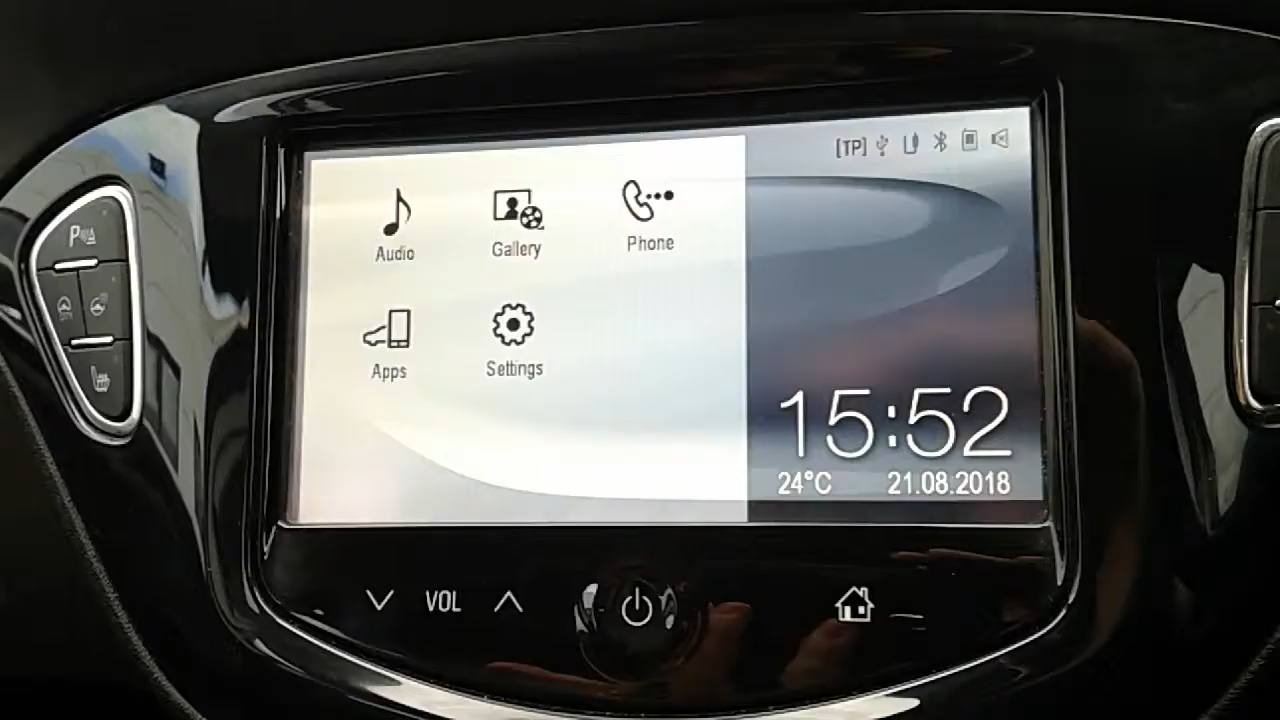 [TP]
Audio
Gallery
Phone
Apps
Settings
15:52
24°C 21.08.2018
VOL
P